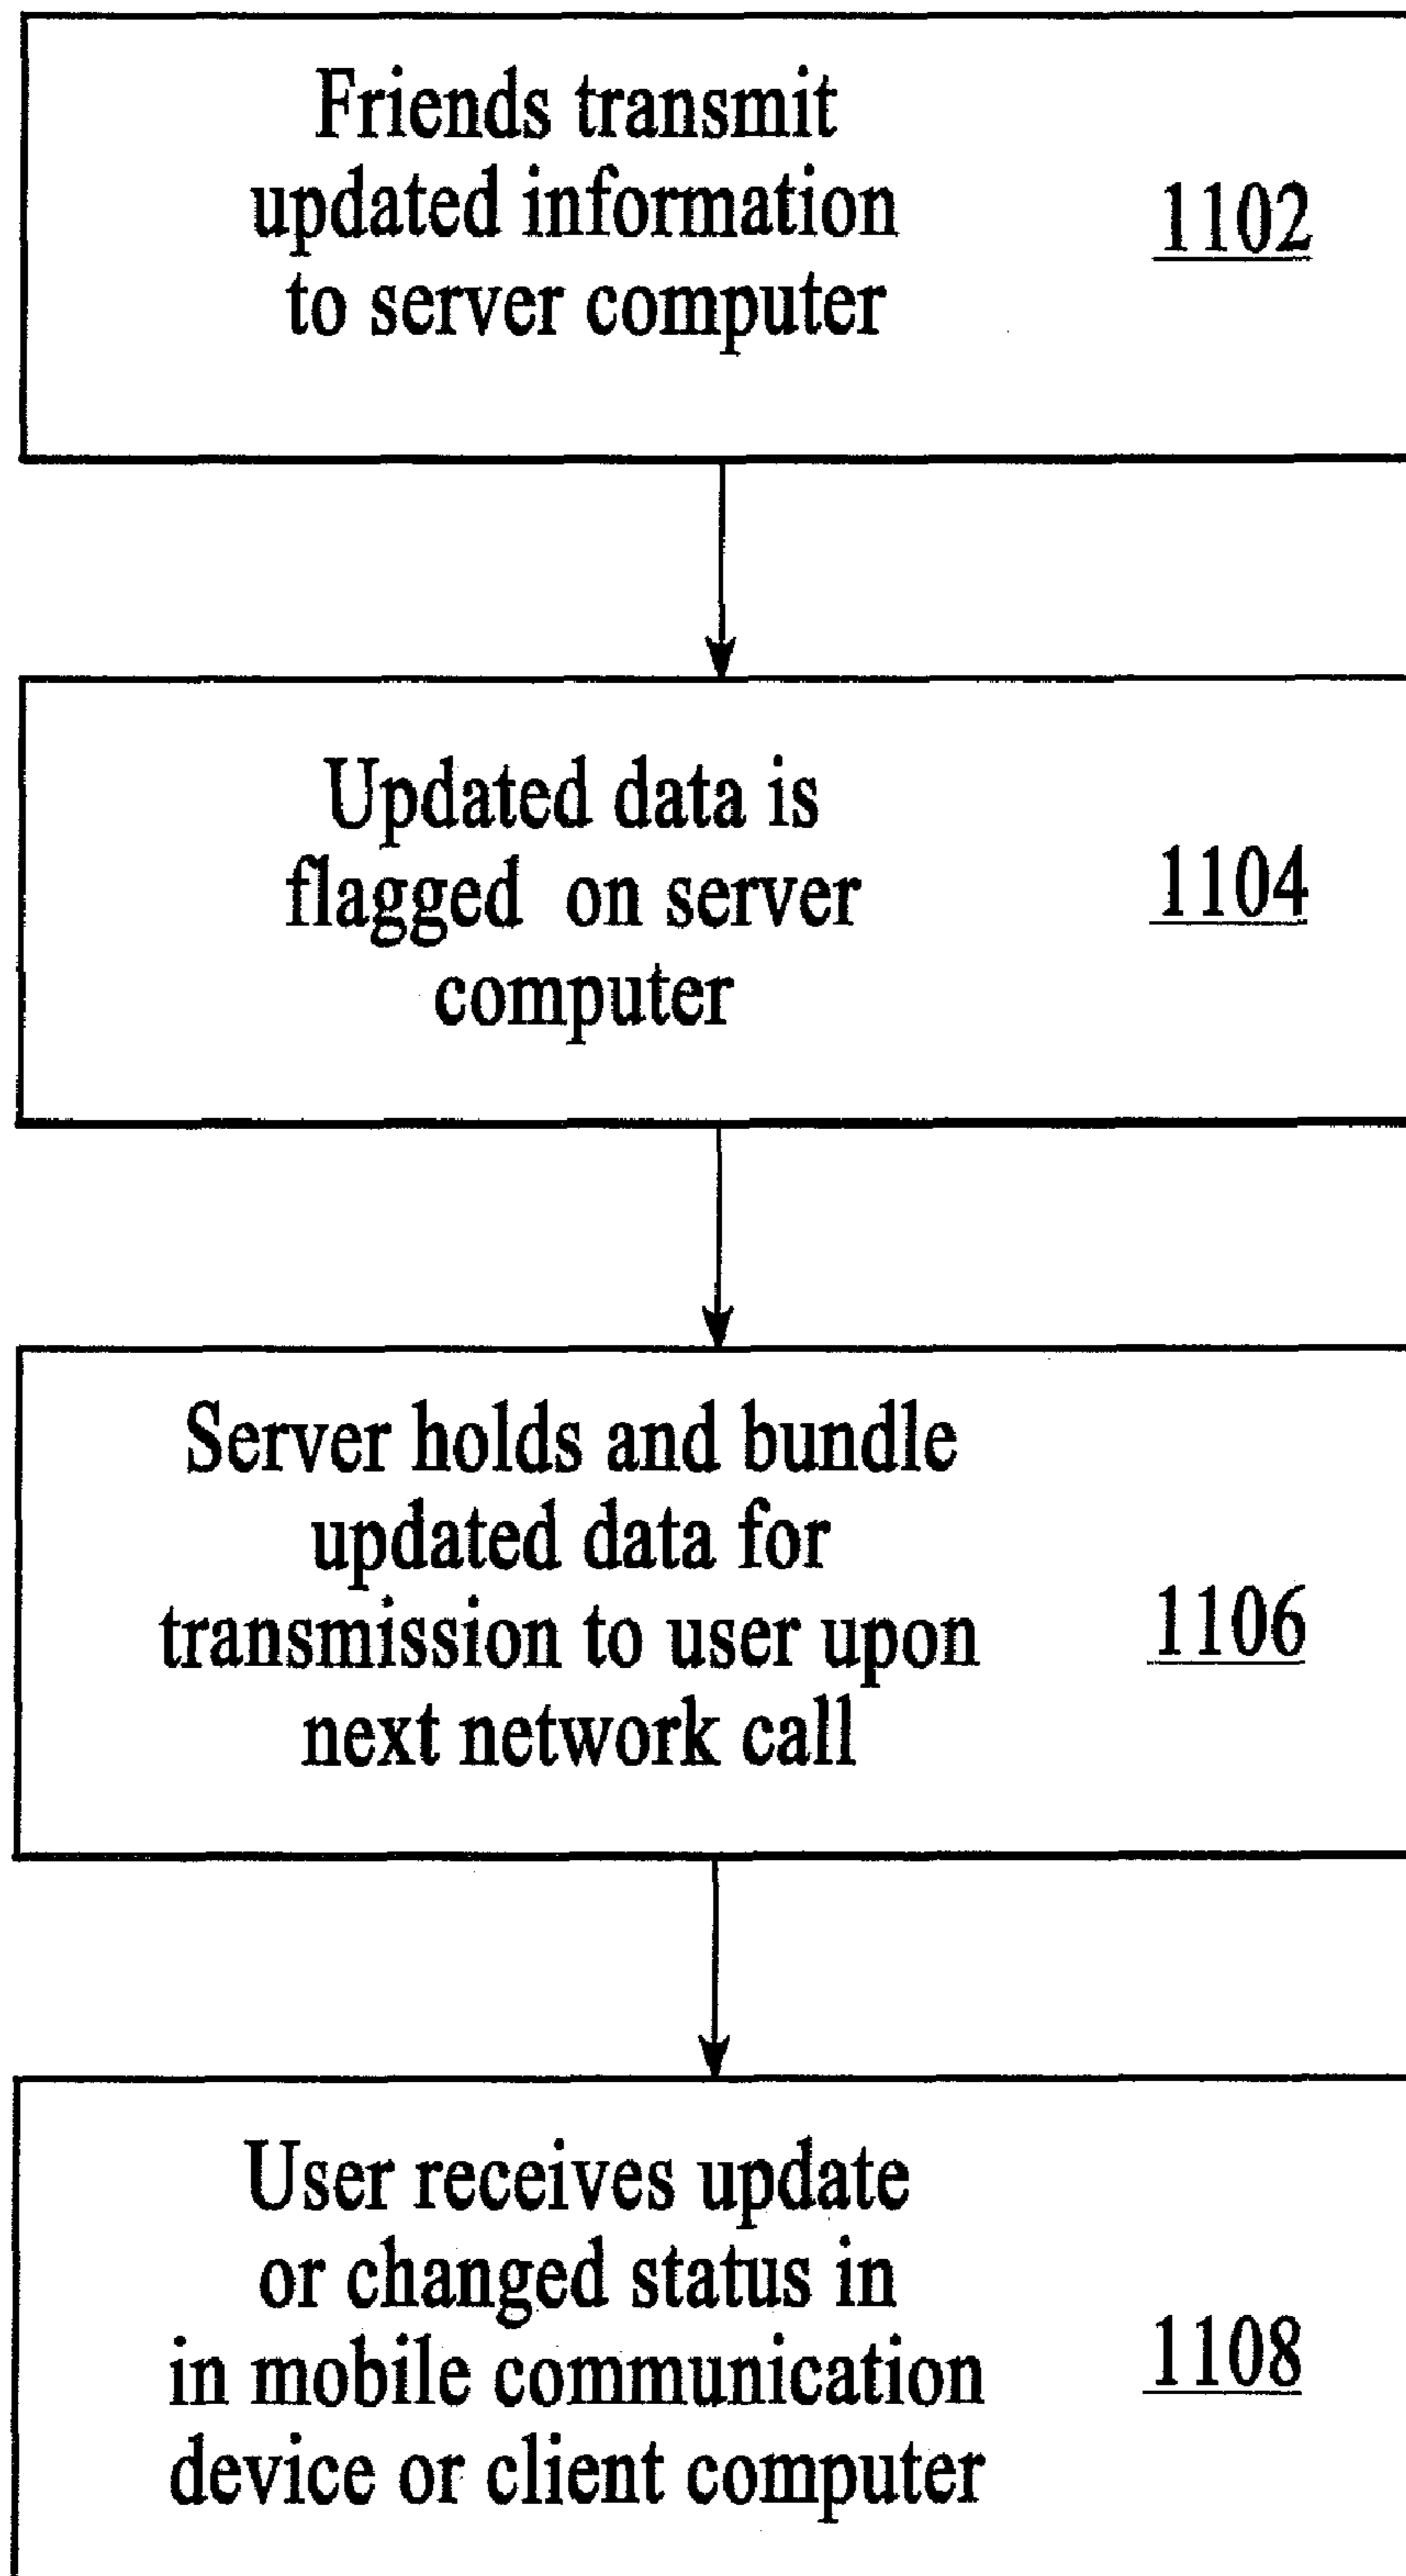 Friends transmit
updated information
to server computer
1102
Updated data is
flagged on server
computer
1104
Server holds and bundle
updated data for
transmission to user upon
next network call
1106
User receives update
or changed status in
in mobile communication
device or client computer
1108